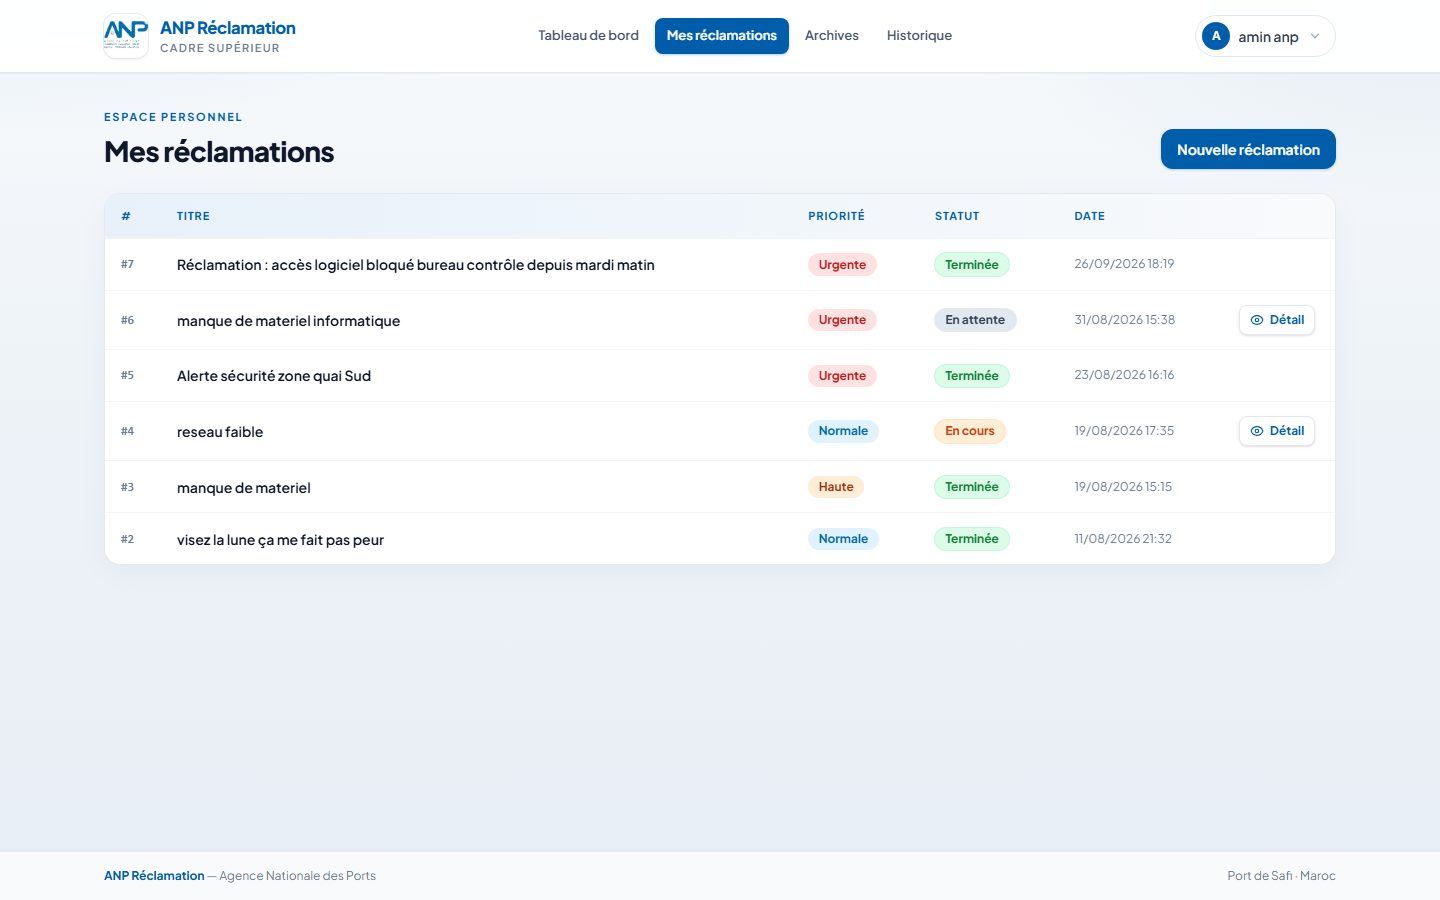 ANP
ANP Réclamation
CADRE SUPÉRIEUR
Tableau de bord
Mes réclamations
Archives
Historique
A
amin anp
ESPACE PERSONNEL
Mes réclamations
Nouvelle réclamation
# TITRE PRIORITÉ STATUT DATE
#7 Réclamation : accès logiciel bloqué bureau contrôle depuis mardi matin Urgente Terminée 26/09/2026 18:19
#6 manque de materiel informatique Urgente En attente 31/08/2026 15:38 Détail
#5 Alerte sécurité zone quai Sud Urgente Terminée 23/08/2026 16:16
#4 reseau faible Normale En cours 19/08/2026 17:35 Détail
#3 manque de materiel Haute Terminée 19/08/2026 15:15
#2 visez la lune ça me fait pas peur Normale Terminée 11/08/2026 21:32
ANP Réclamation — Agence Nationale des Ports
Port de Safi · Maroc